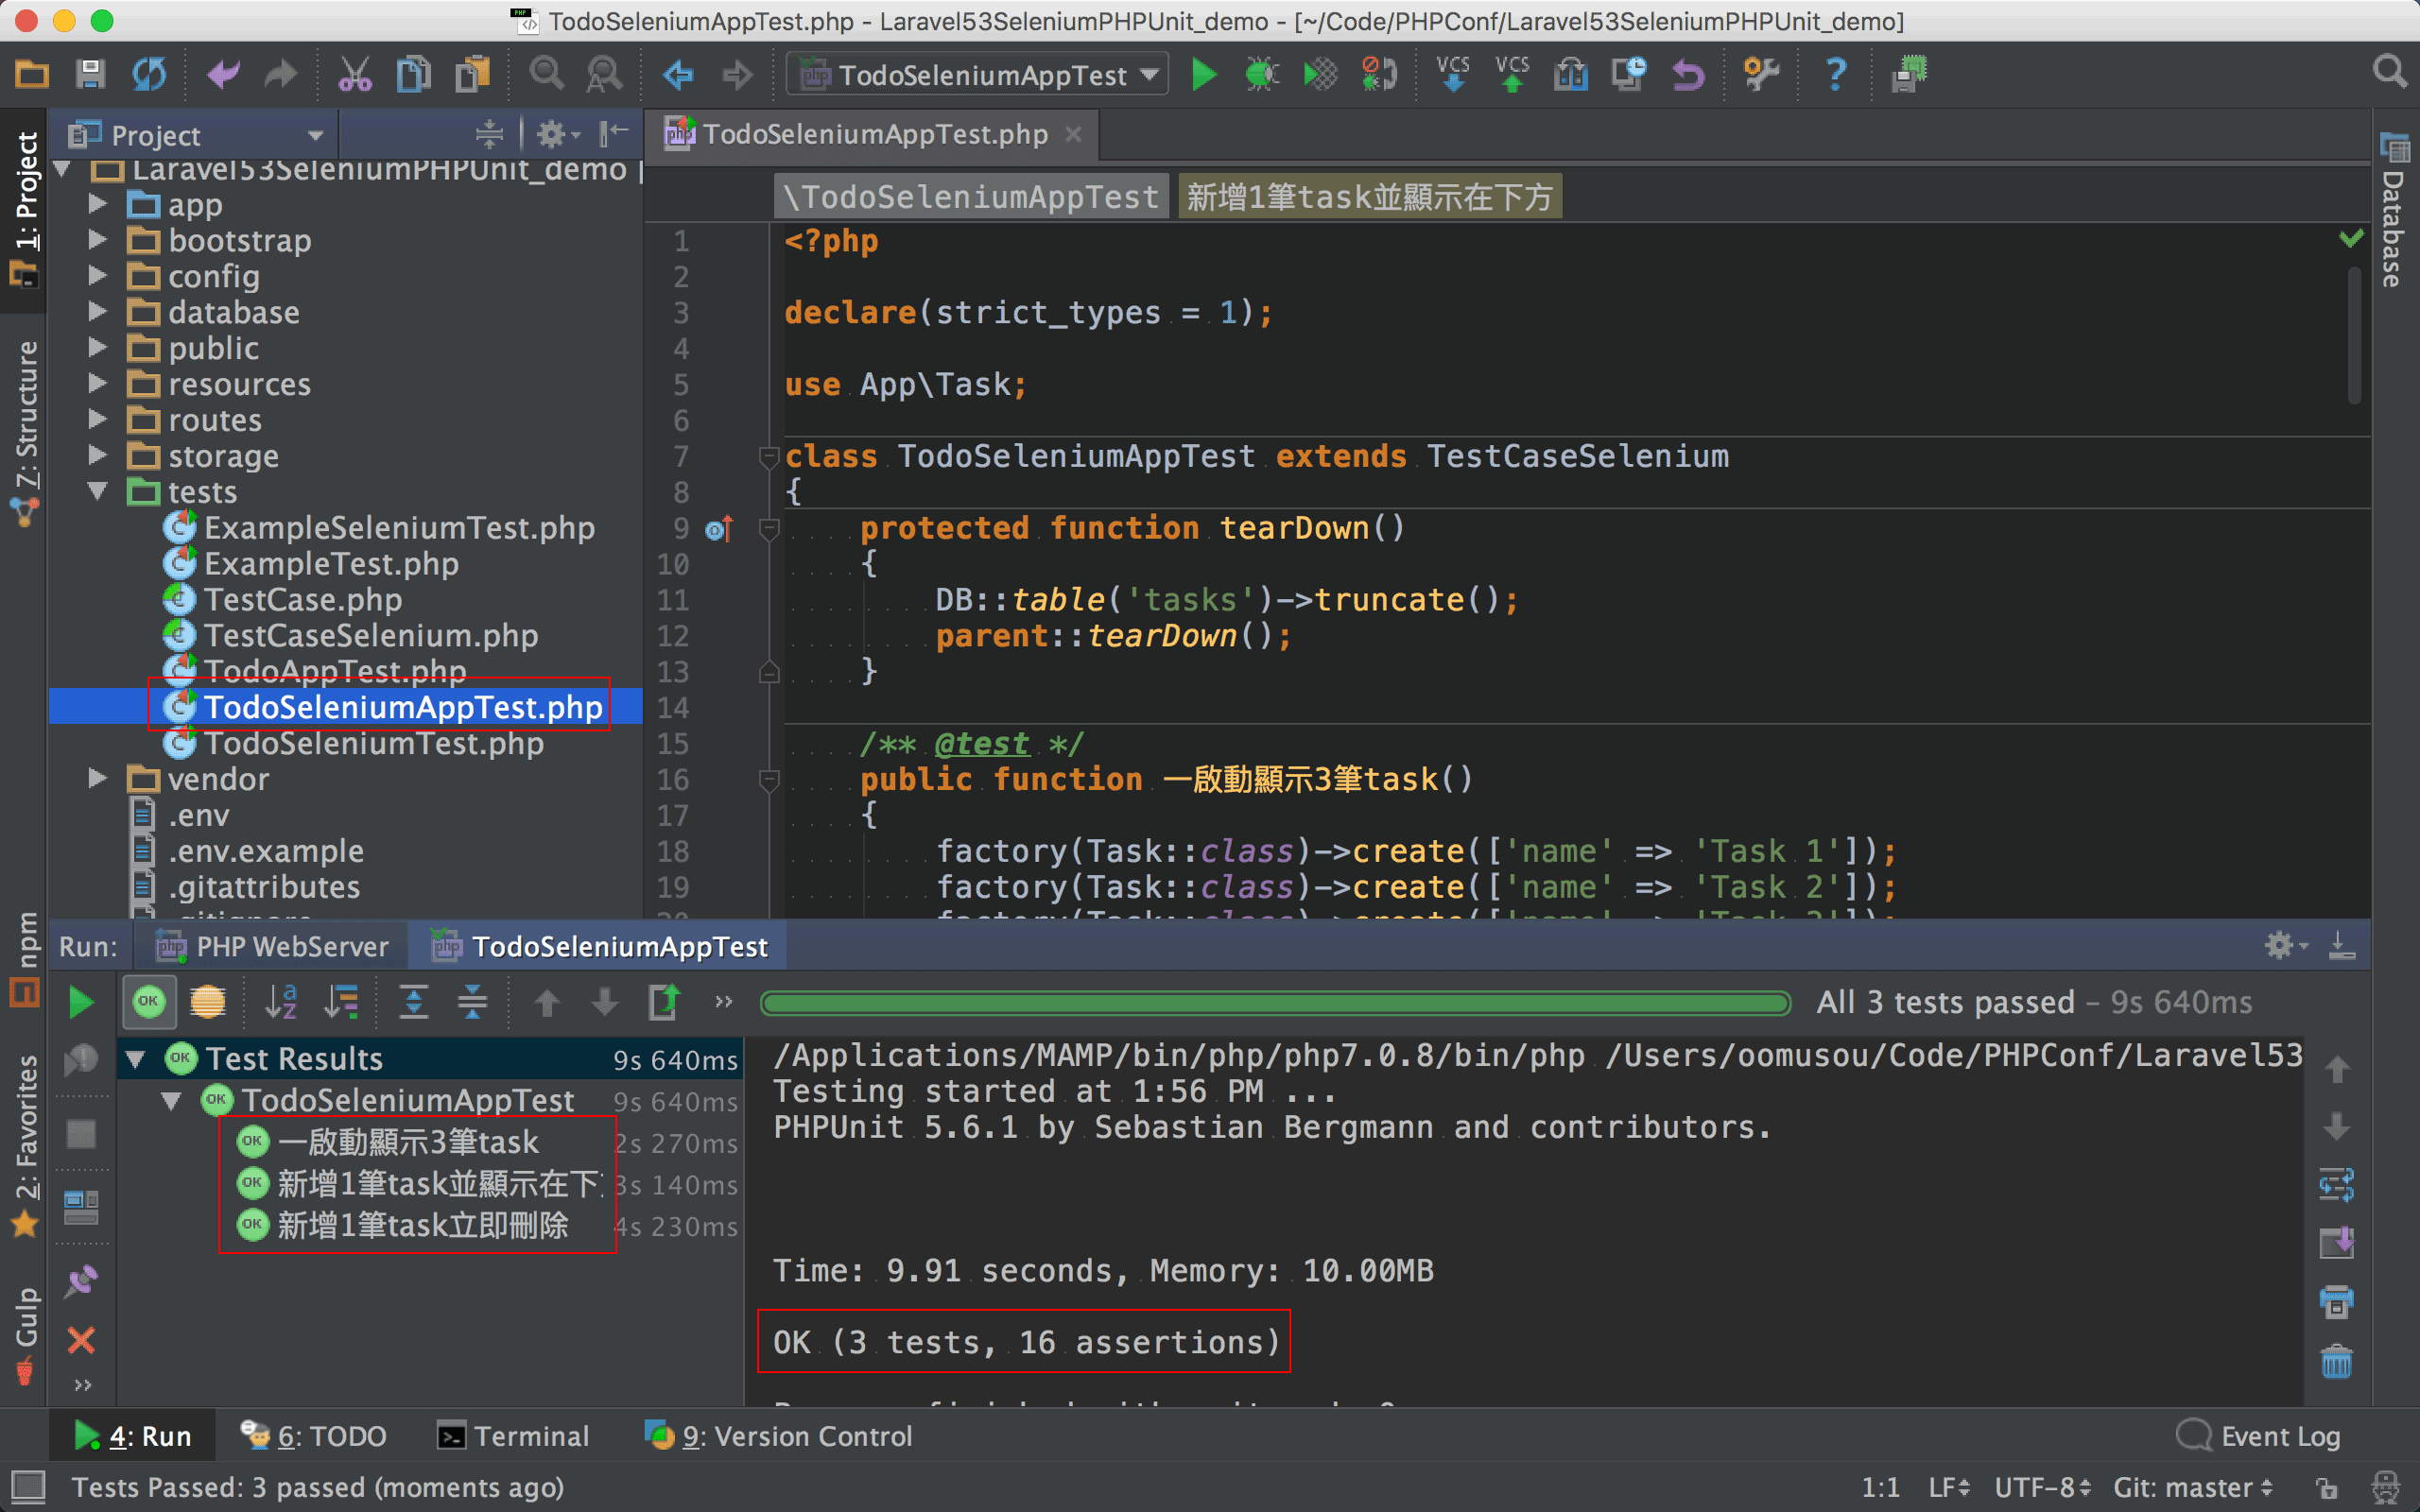 TodoSeleniumAppTest.php - Laravel53SeleniumPHPUnit_demo - [~/Code/PHPConf/Laravel53SeleniumPHPUnit_demo]
TodoSeleniumAppTest
VCS VCS
1: Project
7: Structure
npm
2: Favorites
Gulp
Project
Laravel53SeleniumPHPUnit_demo
app
bootstrap
config
database
public
resources
routes
storage
tests
ExampleSeleniumTest.php
ExampleTest.php
TestCase.php
TestCaseSelenium.php
TodoAppTest.php
TodoSeleniumAppTest.php
TodoSeleniumTest.php
vendor
.env
.env.example
.gitattributes
.gitignore
TodoSeleniumAppTest.php
\TodoSeleniumAppTest 新增1筆task並顯示在下方
1 <?php
2
3 declare(strict_types = 1);
4
5 use App\Task;
6
7 class TodoSeleniumAppTest extends TestCaseSelenium
8 {
9 protected function tearDown()
10 {
11 DB::table('tasks')->truncate();
12 parent::tearDown();
13 }
14
15 /** @test */
16 public function 一啟動顯示3筆task()
17 {
18 factory(Task::class)->create(['name' => 'Task 1']);
19 factory(Task::class)->create(['name' => 'Task 2']);
20 factory(Task::class)->create(['name' => 'Task 3']);
Database
Run: PHP WebServer TodoSeleniumAppTest
All 3 tests passed – 9s 640ms
Test Results 9s 640ms
TodoSeleniumAppTest 9s 640ms
一啟動顯示3筆task 2s 270ms
新增1筆task並顯示在下 3s 140ms
新增1筆task立即刪除 4s 230ms
/Applications/MAMP/bin/php/php7.0.8/bin/php /Users/oomusou/Code/PHPConf/Laravel53
Testing started at 1:56 PM ...
PHPUnit 5.6.1 by Sebastian Bergmann and contributors.
Time: 9.91 seconds, Memory: 10.00MB
OK (3 tests, 16 assertions)
4: Run 6: TODO Terminal 9: Version Control Event Log
Tests Passed: 3 passed (moments ago) 1:1 LF UTF-8 Git: master